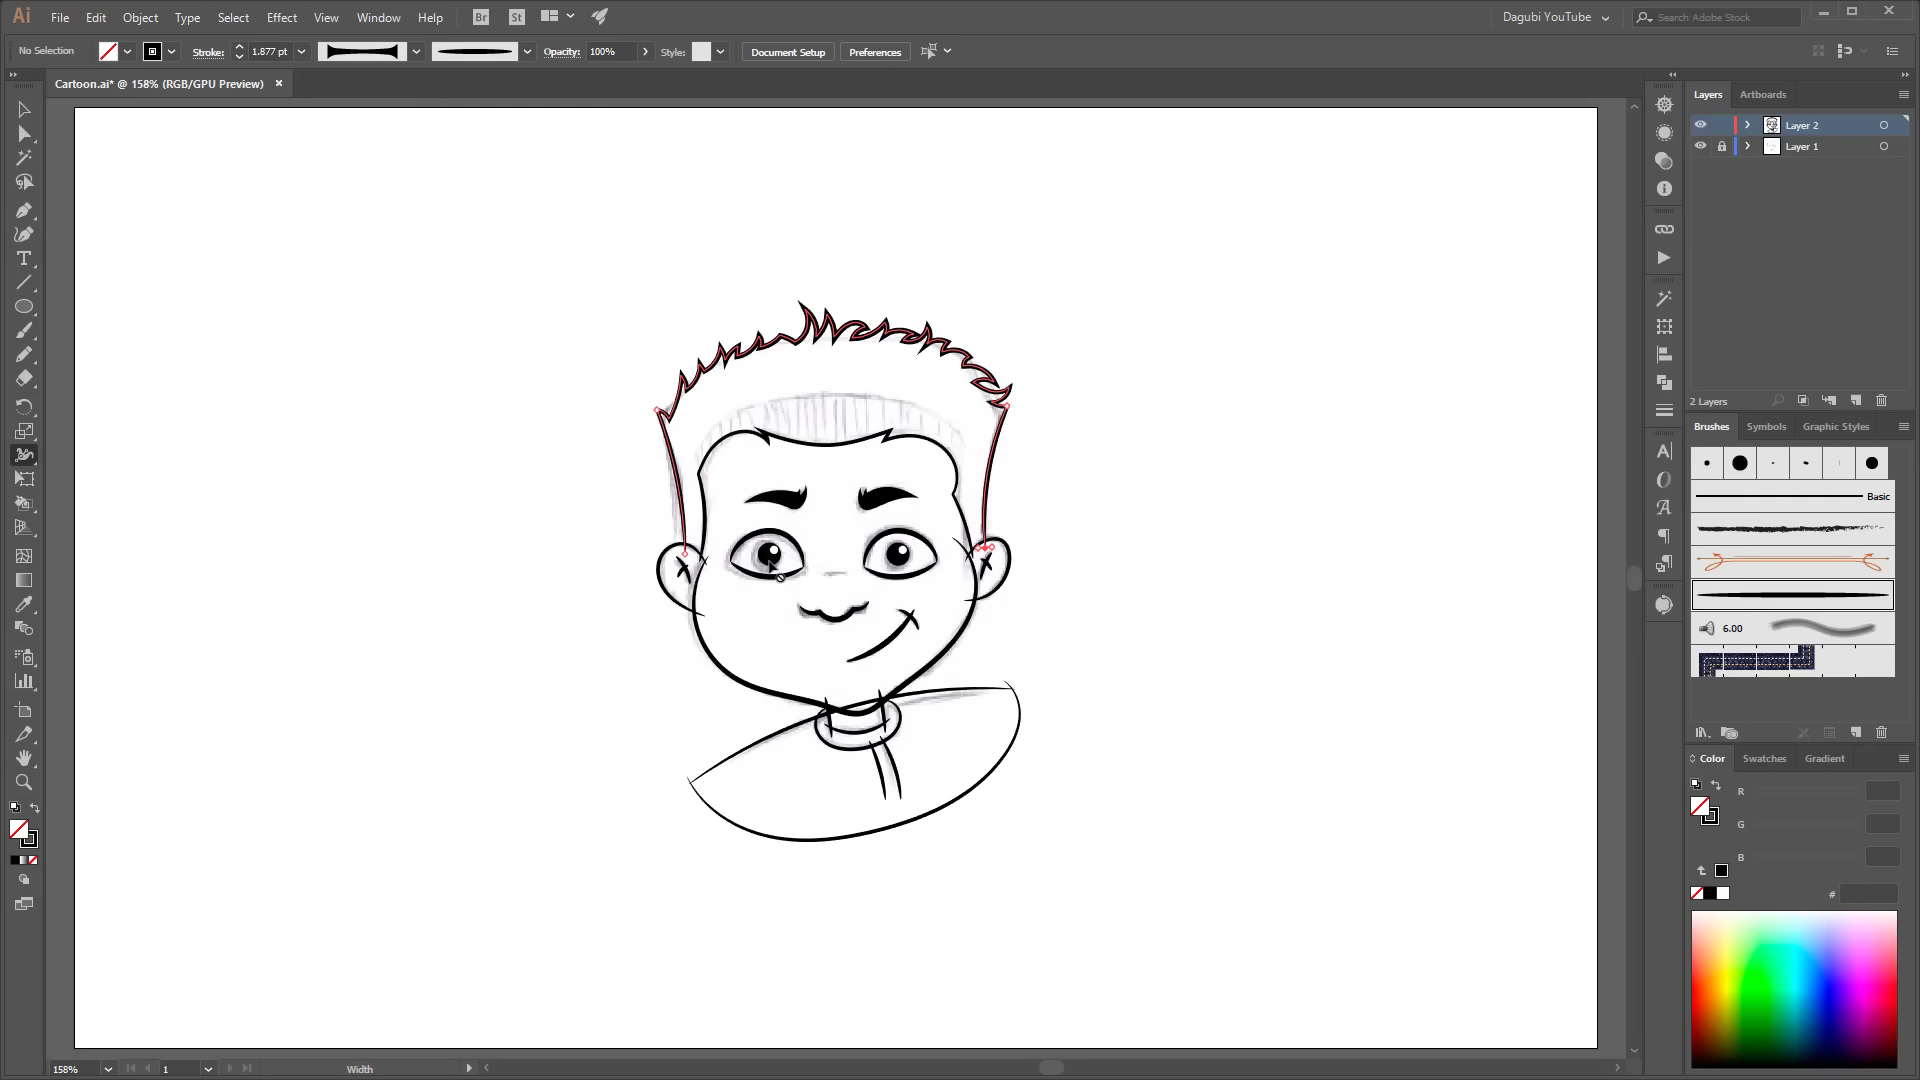 Ai File Edit Object Type Select Effect View Window Help Br St Dagubi YouTube Search Adobe Stock
No Selection Stroke: 1.877 pt Opacity: 100% Style: Document Setup Preferences
Cartoon.ai* @ 158% (RGB/GPU Preview)
Layers Artboards
Layer 2
Layer 1
2 Layers
Brushes Symbols Graphic Styles
Basic
6.00
Color Swatches Gradient
R
G
B
#
158% 1 Width